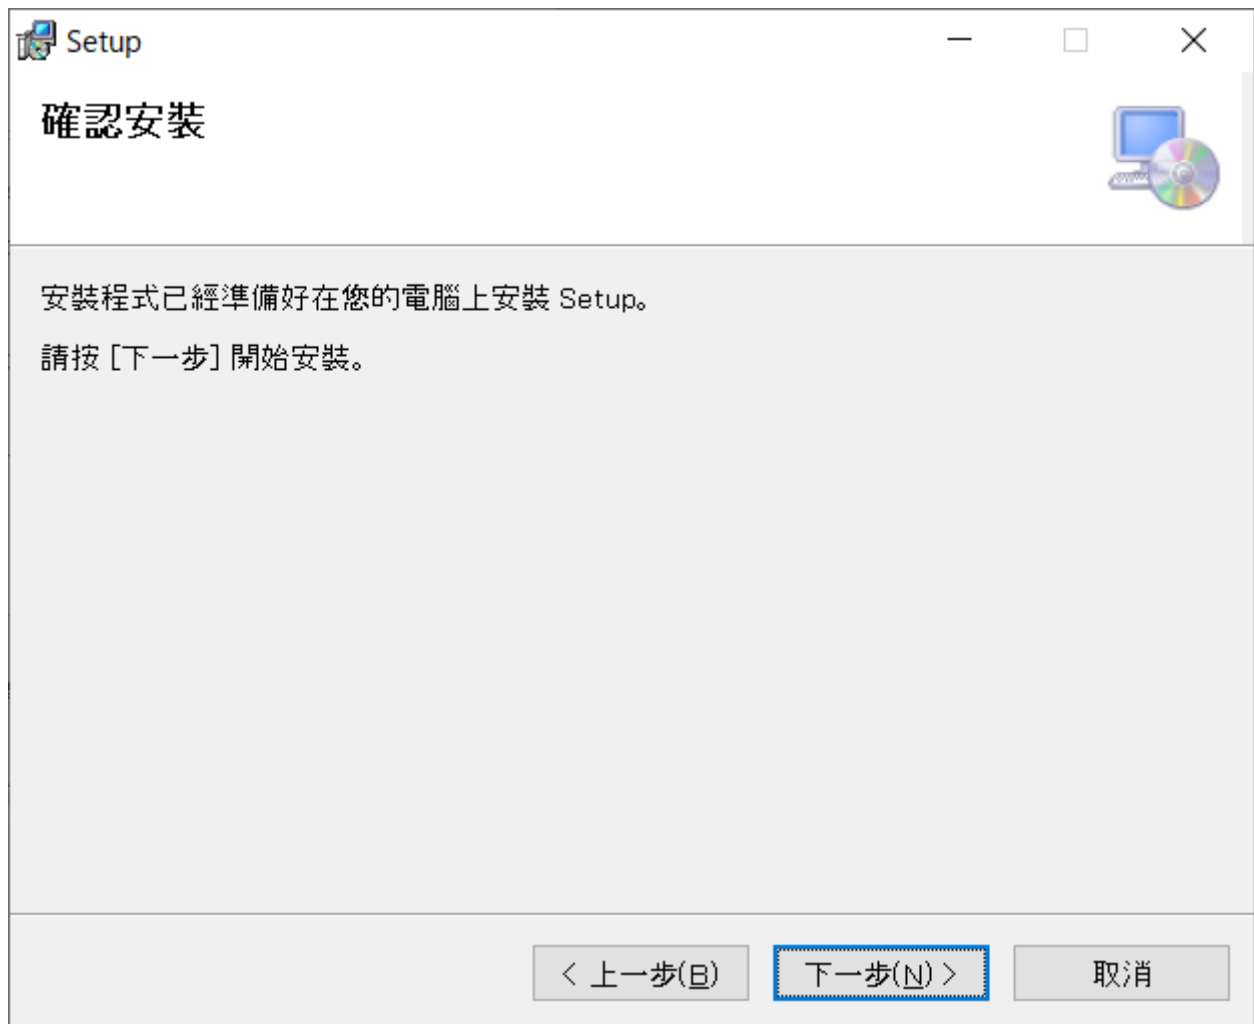 Setup
確認安裝
安裝程式已經準備好在您的電腦上安裝 Setup。
請按 [下一步] 開始安裝。
< 上一步(B)
下一步(N) >
取消